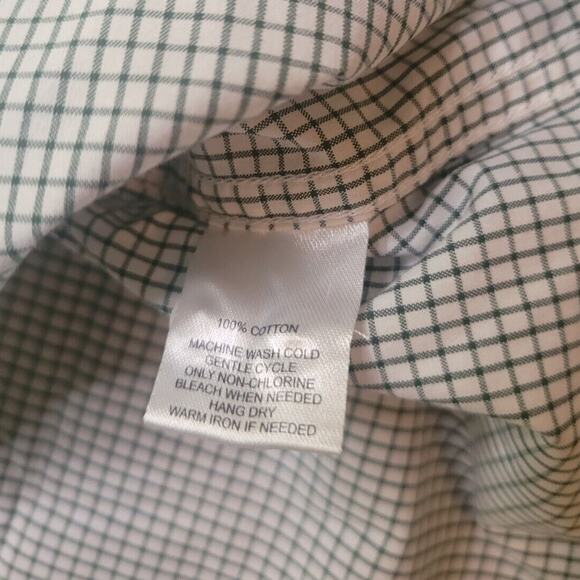 100% COTTON
MACHINE WASH COLD
GENTLE CYCLE
ONLY NON-CHLORINE
BLEACH WHEN NEEDED
HANG DRY
WARM IRON IF NEEDED